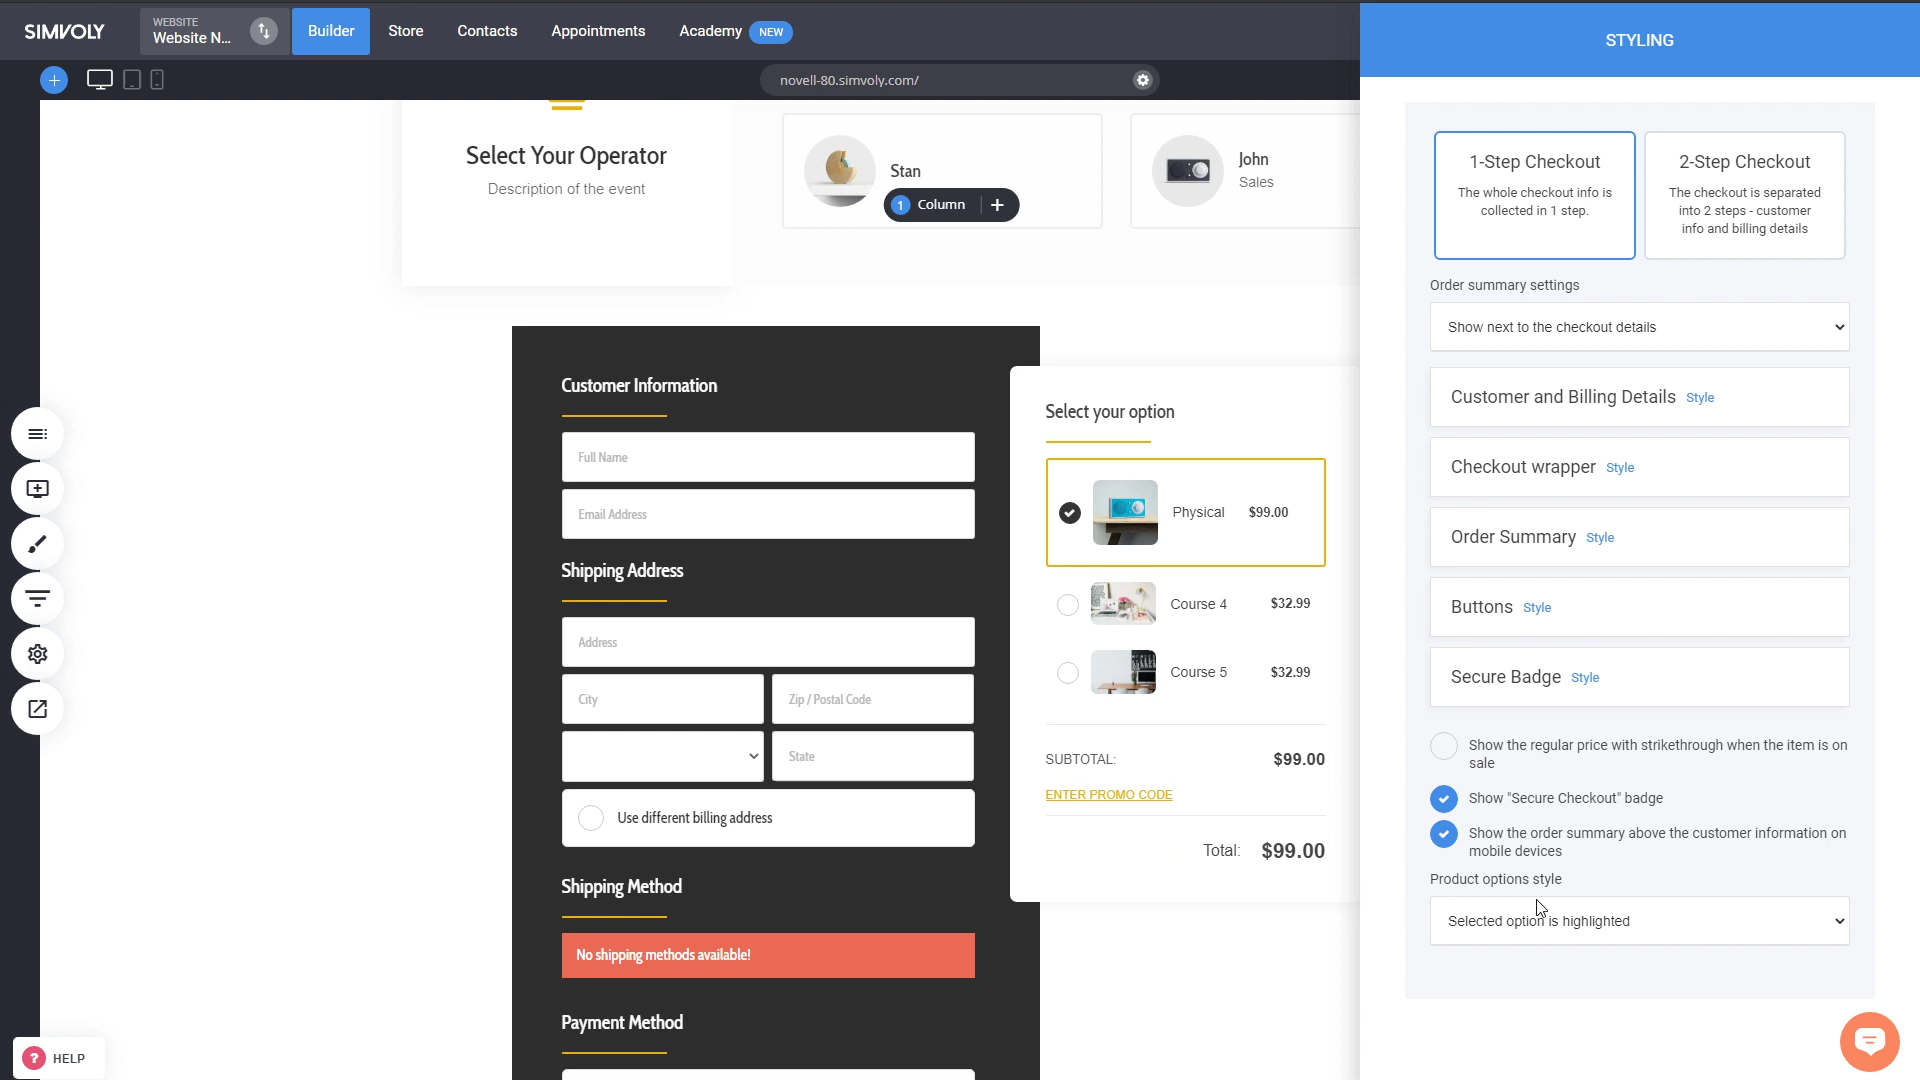 SIMVOLY
WEBSITE
Website N...
Builder
Store
Contacts
Appointments
Academy
NEW
STYLING
novell-80.simvoly.com/
Select Your Operator
Description of the event
Stan
1
Column
John
Sales
1-Step Checkout
The whole checkout info is
collected in 1 step.
2-Step Checkout
The checkout is separated
into 2 steps - customer
info and billing details
Order summary settings
Show next to the checkout details
Customer and Billing Details Style
Checkout wrapper Style
Order Summary Style
Buttons Style
Secure Badge Style
Show the regular price with strikethrough when the item is on
sale
Show "Secure Checkout" badge
Show the order summary above the customer information on
mobile devices
Product options style
Selected option is highlighted
Customer Information
Full Name
Email Address
Shipping Address
Address
City
Zip / Postal Code
State
Use different billing address
Shipping Method
No shipping methods available!
Payment Method
Select your option
Physical $99.00
Course 4 $32.99
Course 5 $32.99
SUBTOTAL: $99.00
ENTER PROMO CODE
Total: $99.00
? HELP